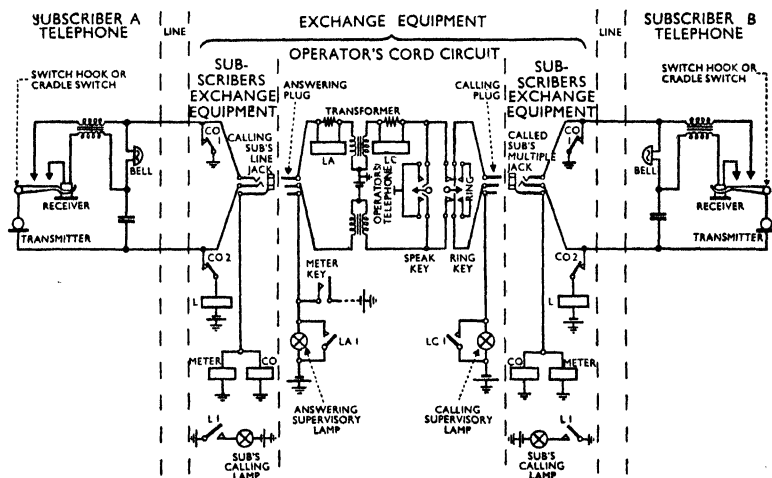 SUBSCRIBER A
TELEPHONE
LINE
EXCHANGE EQUIPMENT
LINE
SUBSCRIBER B
TELEPHONE
OPERATOR'S CORD CIRCUIT
SWITCH HOOK OR
CRADLE SWITCH
SUB-
SCRIBERS
EXCHANGE
EQUIPMENT
ANSWERING
PLUG
TRANSFORMER
CALLING
PLUG
SUB-
SCRIBERS
EXCHANGE
EQUIPMENT
SWITCH HOOK OR
CRADLE SWITCH
BELL
RECEIVER
TRANSMITTER
CO
1
CALLING
SUB'S
LINE
JACK
LA
LC
OPERATORS
TELEPHONE
RING
CALLED
SUB'S
MULTIPLE
JACK
CO
1
BELL
RECEIVER
TRANSMITTER
CO 2
L
METER
KEY
SPEAK
KEY
RING
KEY
CO 2
L
METER
CO
LA 1
LC 1
CO
METER
ANSWERING
SUPERVISORY
LAMP
CALLING
SUPERVISORY
LAMP
L 1
SUB'S
CALLING
LAMP
L 1
SUB'S
CALLING
LAMP